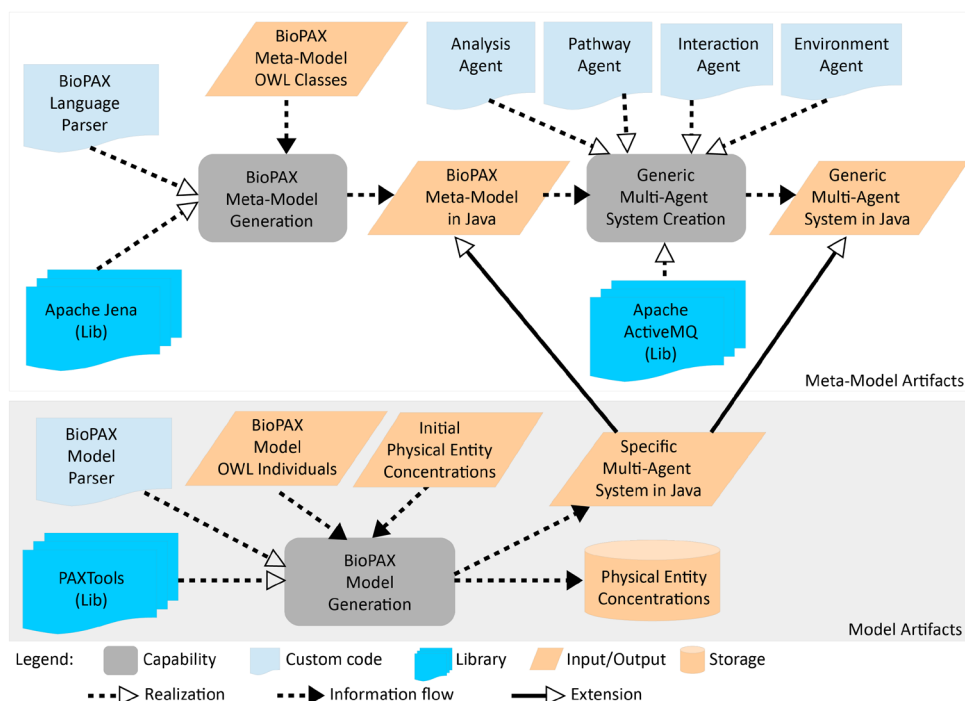 BioPAX
Meta-Model
OWL Classes
Analysis
Agent
Pathway
Agent
Interaction
Agent
Environment
Agent
BioPAX
Language
Parser
BioPAX
Meta-Model
Generation
BioPAX
Meta-Model
in Java
Generic
Multi-Agent
System Creation
Generic
Multi-Agent
System in Java
Apache Jena
(Lib)
Apache
ActiveMQ
(Lib)
Meta-Model Artifacts
BioPAX
Model
Parser
BioPAX
Model
OWL Individuals
Initial
Physical Entity
Concentrations
Specific
Multi-Agent
System in Java
PAXTools
(Lib)
BioPAX
Model
Generation
Physical Entity
Concentrations
Model Artifacts
Legend:
Capability
Custom code
Library
Input/Output
Storage
Realization
Information flow
Extension